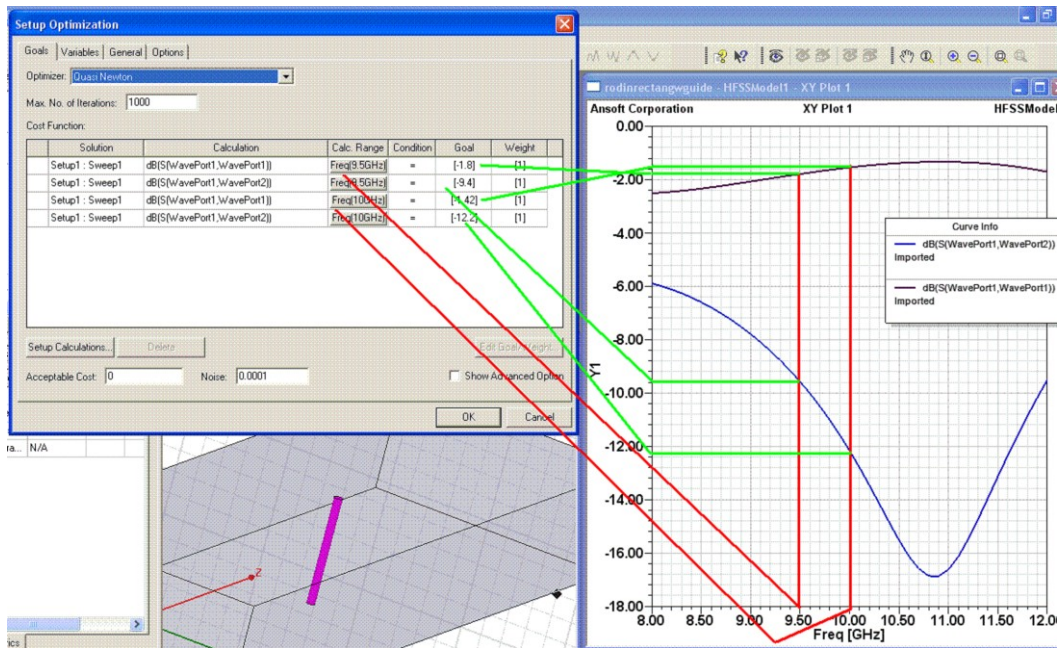 Setup Optimization
Goals Variables General Options
Optimizer: Quasi Newton
Max. No. of Iterations: 1000
Cost Function:
Solution Calculation Calc. Range Condition Goal Weight
Setup1 : Sweep1 dB(S(WavePort1,WavePort1)) Freq(9.5GHz) = [-1.8] [1]
Setup1 : Sweep1 dB(S(WavePort1,WavePort2)) Freq(9.5GHz) = [-9.4] [1]
Setup1 : Sweep1 dB(S(WavePort1,WavePort1)) Freq(10GHz) = [-1.42] [1]
Setup1 : Sweep1 dB(S(WavePort1,WavePort2)) Freq(10GHz) = [-12.2] [1]
Setup Calculations... Delete Edit Goal/Weight...
Acceptable Cost: 0 Noise: 0.0001 Show Advanced Option
OK Cancel
ra... N/A
Z
ics
rodinrectangwguide - HFSSModel1 - XY Plot 1
Ansoft Corporation XY Plot 1 HFSSModel
0.00
-2.00
-4.00
-6.00
-8.00
-10.00
-12.00
-14.00
-16.00
-18.00
Y1
Curve Info
dB(S(WavePort1,WavePort2))
Imported
dB(S(WavePort1,WavePort1))
Imported
8.00 8.50 9.00 9.50 10.00 10.50 11.00 11.50 12.00
Freq [GHz]